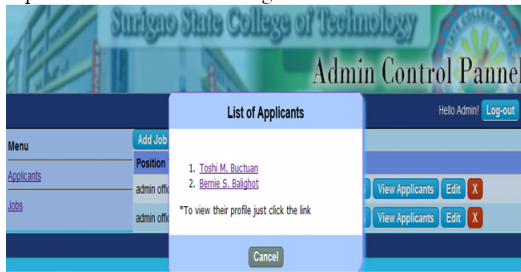 Surigao State College of Technology
Admin Control Pannel
Hello Admin! Log-out
List of Applicants
1. Toshi M. Buctuan
2. Bernie S. Balighot
*To view their profile just click the link
Cancel
Menu
Applicants
Jobs
Add Job
Position
admin offic
View Applicants Edit X
admin offic
View Applicants Edit X